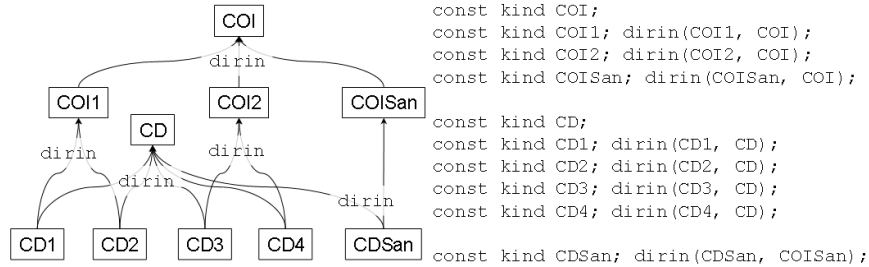 COI
dirin
COI1
COI2
COISan
CD
dirin
dirin
dirin
dirin
CD1
CD2
CD3
CD4
CDSan
const kind COI;
const kind COI1; dirin(COI1, COI);
const kind COI2; dirin(COI2, COI);
const kind COISan; dirin(COISan, COI);
const kind CD;
const kind CD1; dirin(CD1, CD);
const kind CD2; dirin(CD2, CD);
const kind CD3; dirin(CD3, CD);
const kind CD4; dirin(CD4, CD);
const kind CDSan; dirin(CDSan, COISan);